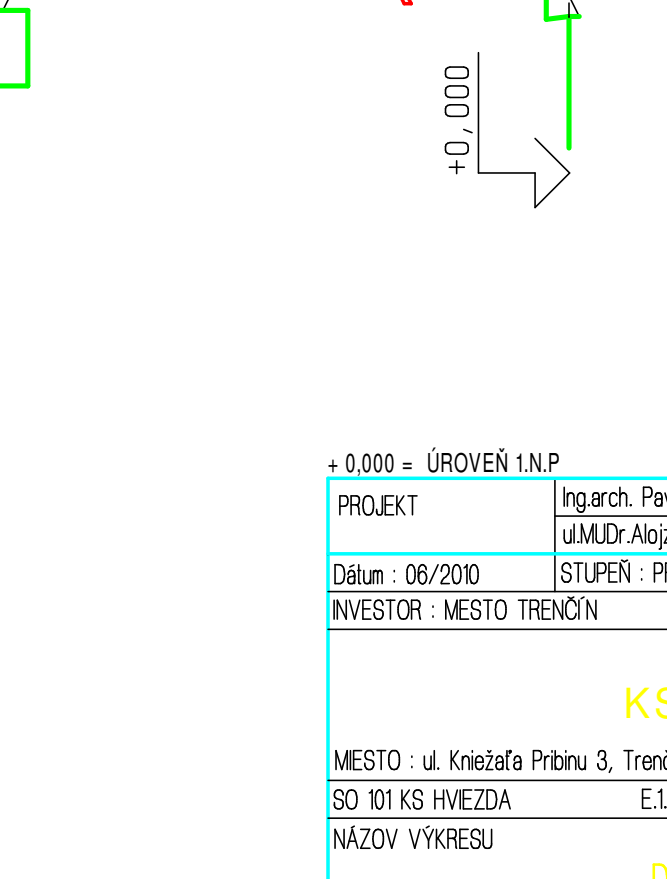 +0,000
+ 0,000 = ÚROVEŇ 1.N.P
PROJEKT
Ing.arch.
Dátum : 06/2010
STUPEŇ :
INVESTOR : MESTO TRENČÍN
KS
MIESTO : ul. Kniežaťa Pribinu 3,
SO 101 KS HVIEZDA E.1.
NÁZOV VÝKRESU